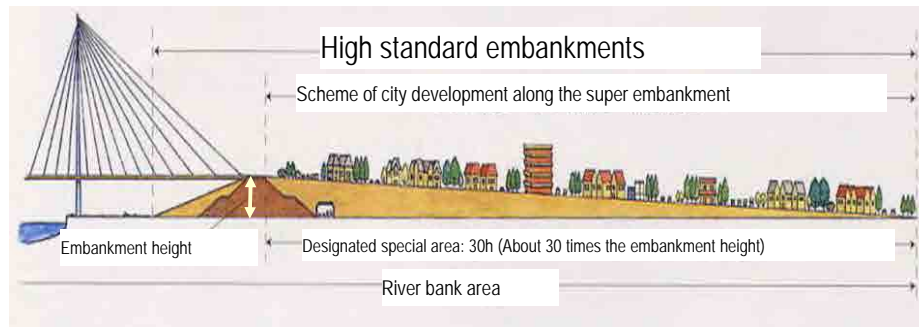 High standard embankments
Scheme of city development along the super embankment
Embankment height
Designated special area: 30h (About 30 times the embankment height)
River bank area